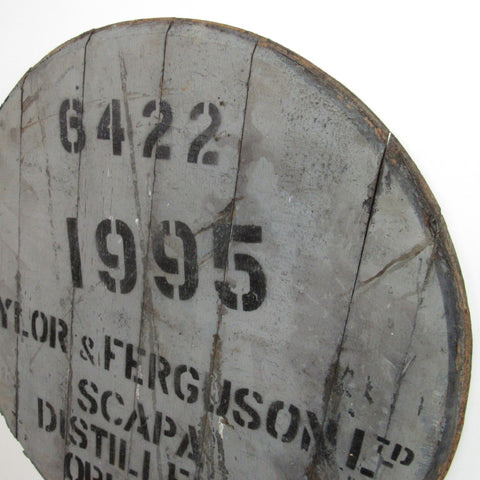 6422
1995
YLOR & FERGUSON LTD
SCAPA
DISTILLE